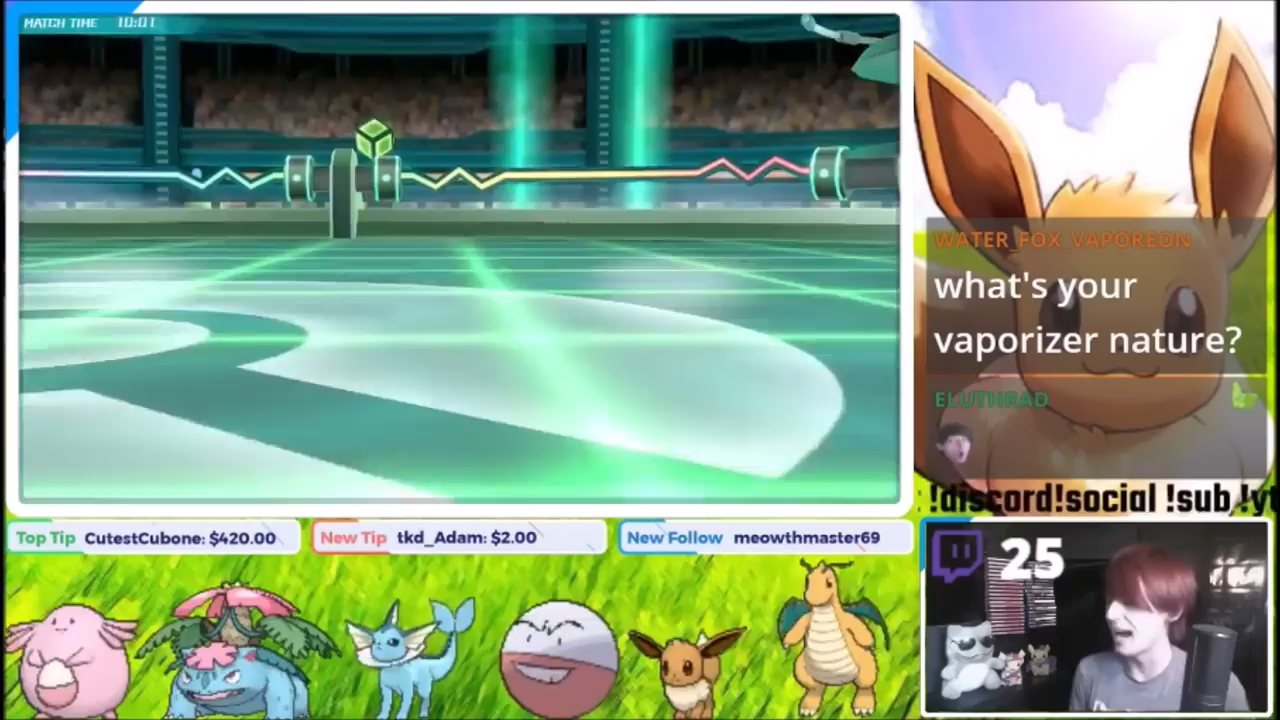 MATCH TIME 10:01
WATER_FOX_VAPOREON
what's your
vaporizer nature?
ELUTHRAD
!discord!social !sub !yt
Top Tip CutestCubone: $420.00
New Tip tkd_Adam: $2.00
New Follow meowthmaster69
25